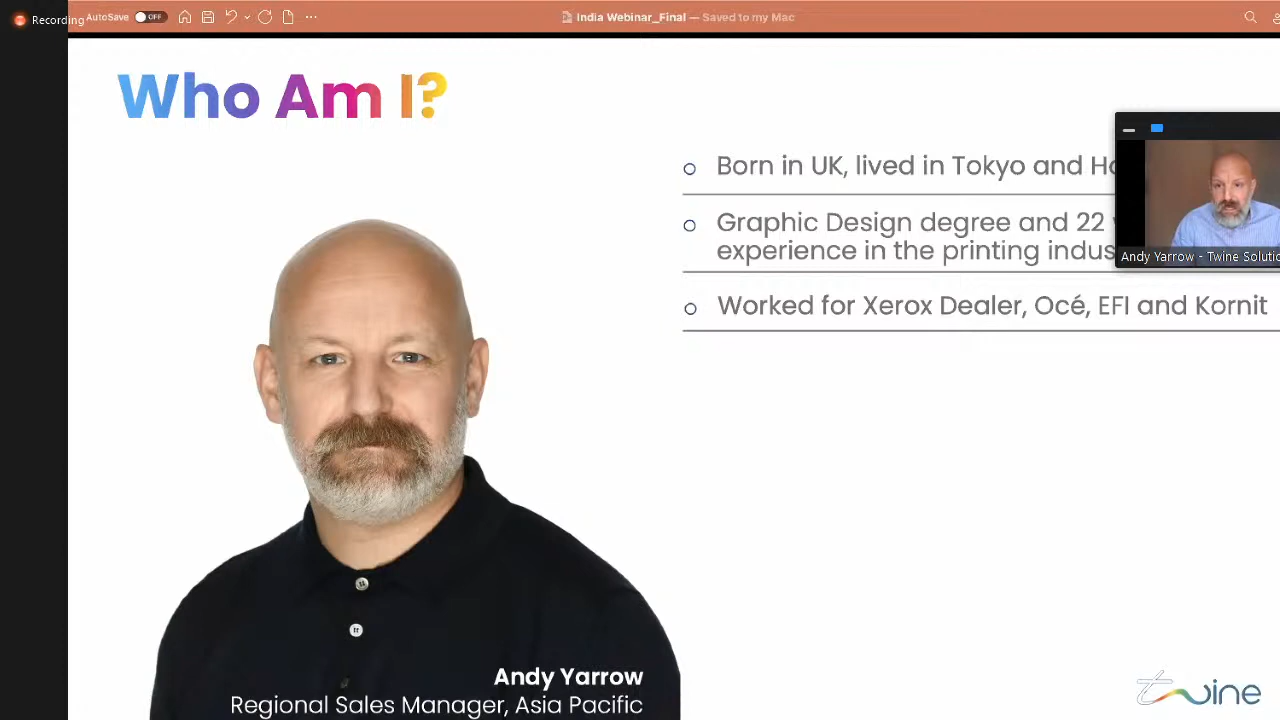 Recording
AutoSave OFF
India Webinar_Final — Saved to my Mac
Who Am I?
Born in UK, lived in Tokyo and
Graphic Design degree and 22
experience in the printing
Worked for Xerox Dealer, Océ, EFI and Kornit
Andy Yarrow - Twine
Andy Yarrow
Regional Sales Manager, Asia Pacific
twine